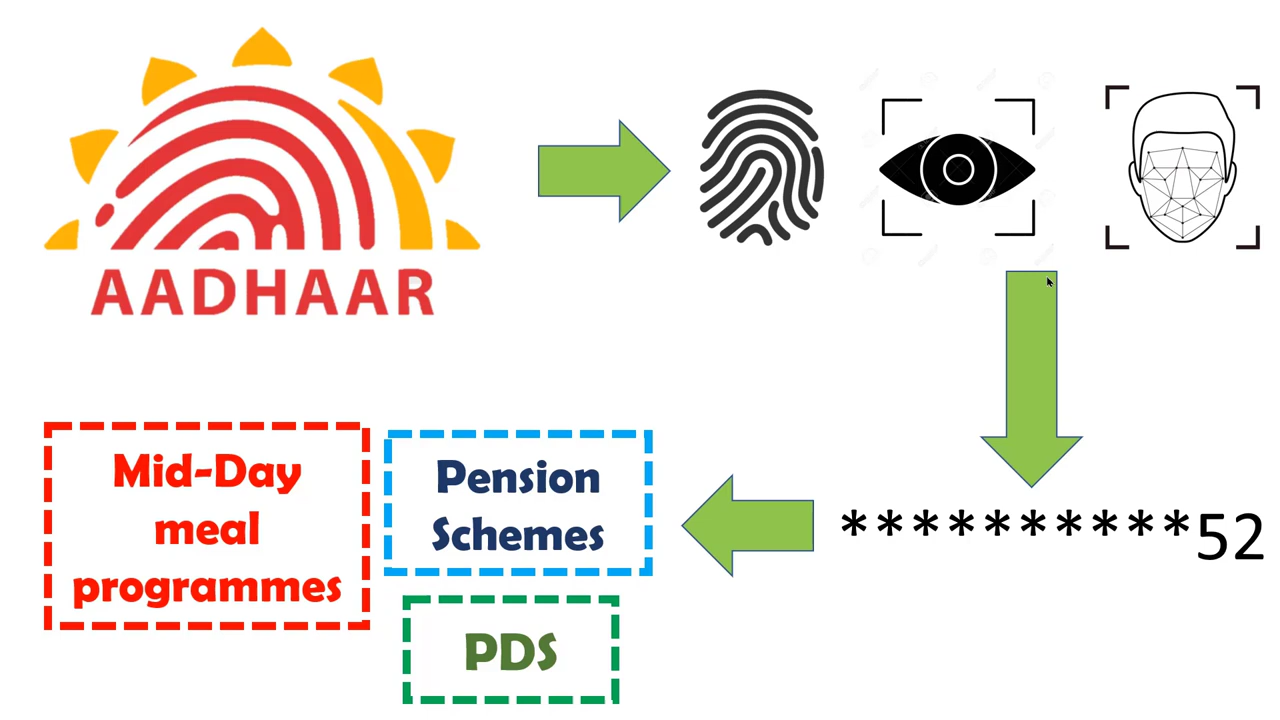 AADHAAR
**********52
Mid-Day
meal
programmes
Pension
Schemes
PDS